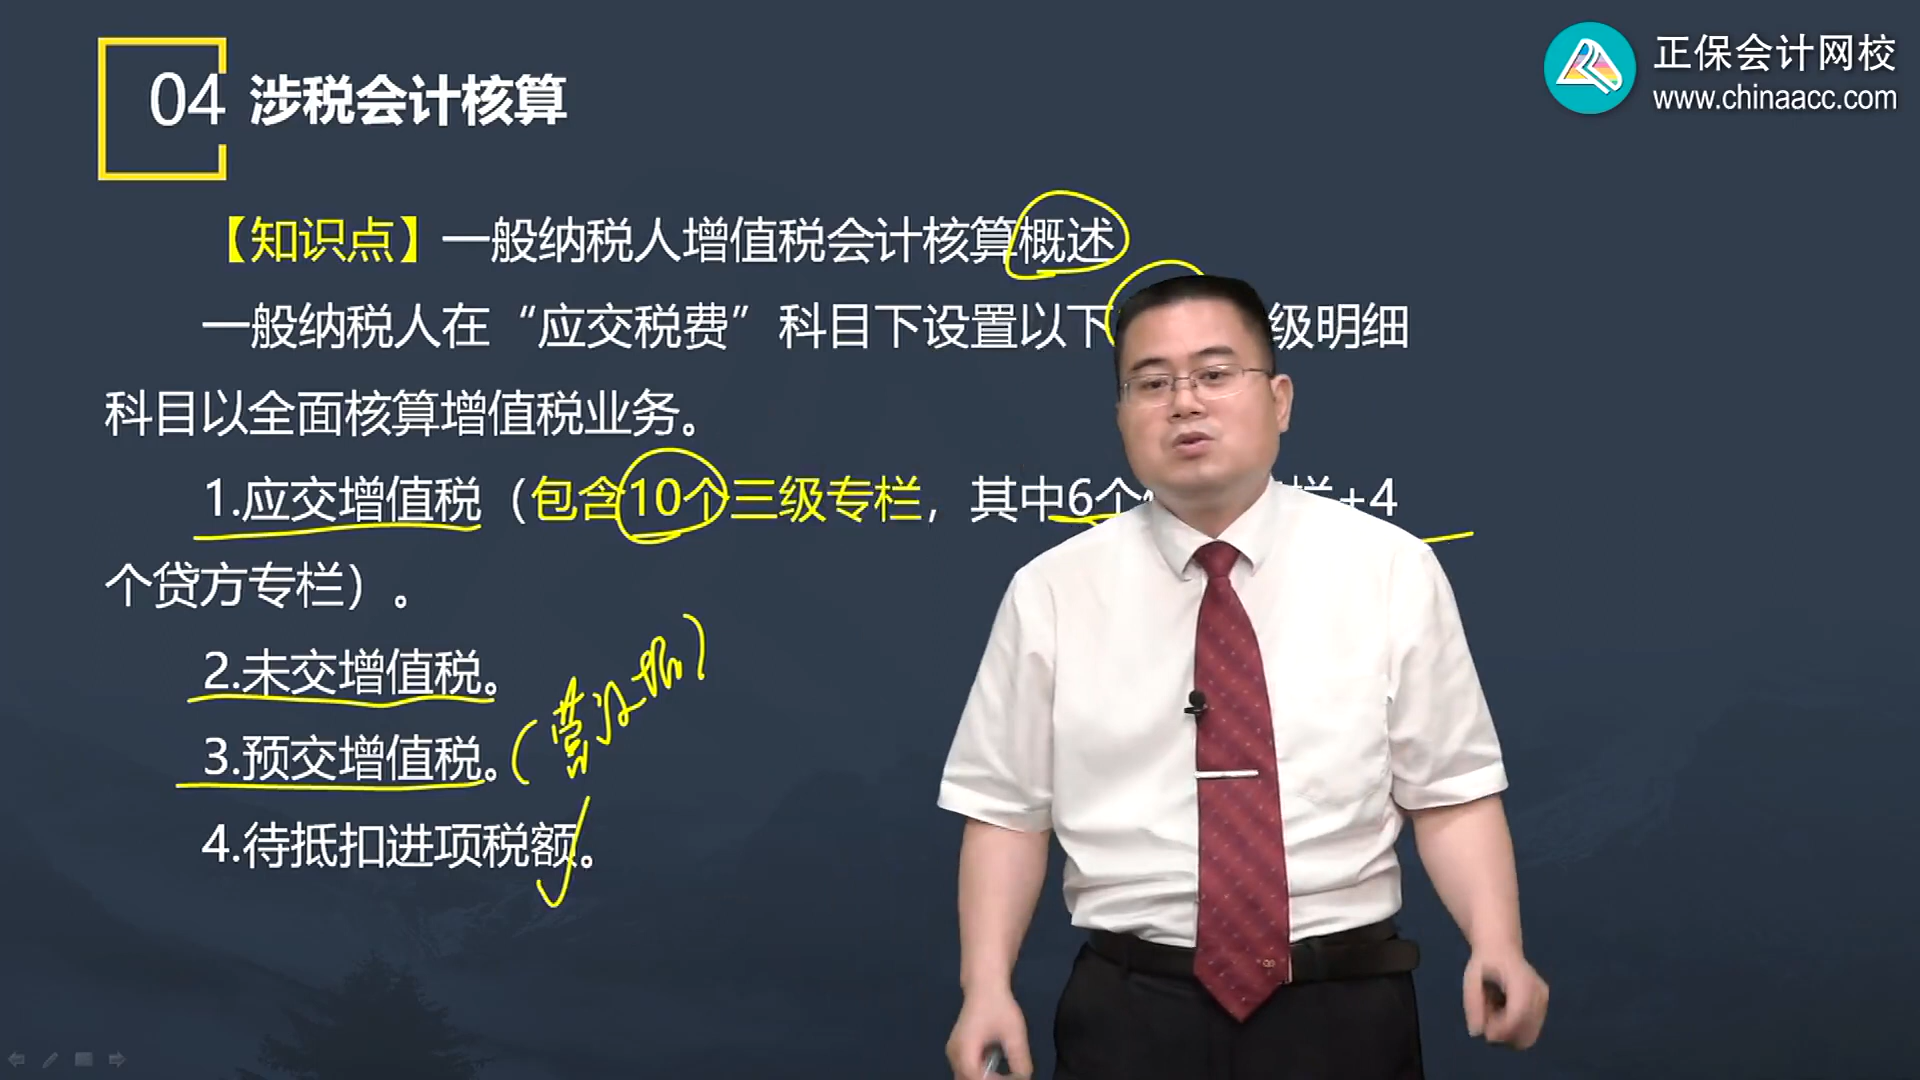 正保会计网校
www.chinaacc.com
04 涉税会计核算
【知识点】一般纳税人增值税会计核算概述
一般纳税人在“应交税费”科目下设置以下 级明细
科目以全面核算增值税业务。
1.应交增值税（包含10个三级专栏，其中6个 栏+4
个贷方专栏）。
2.未交增值税。
3.预交增值税。
4.待抵扣进项税额。